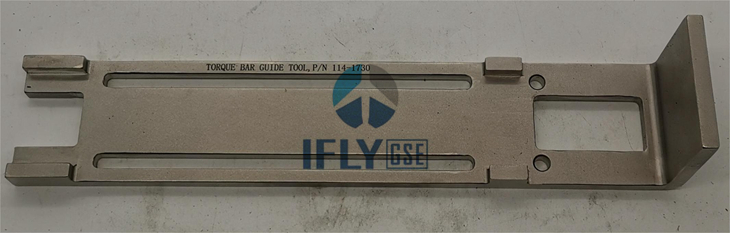 TORQUE BAR GUIDE TOOL,P/N 114-1730
IFLY GSE